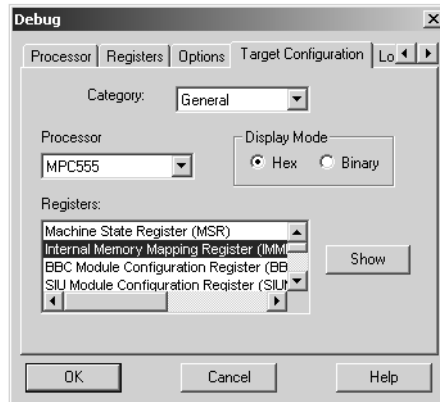 Debug
Processor Registers Options Target Configuration Lo
Category: General
Processor
MPC555
Display Mode
Hex Binary
Registers:
Machine State Register (MSR)
Internal Memory Mapping Register (IMM
BBC Module Configuration Register (BB
SIU Module Configuration Register (SIU
Show
OK Cancel Help